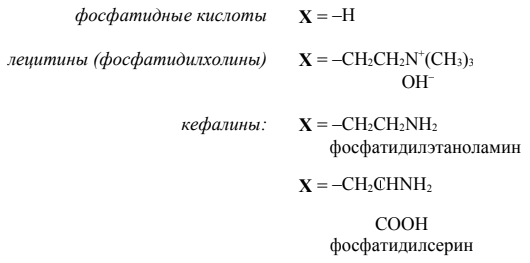 фосфатидные кислоты X = –H
лецитины (фосфатидилхолины) X = –CH₂CH₂N⁺(CH₃)₃
OH⁻
кефалины: X = –CH₂CH₂NH₂
фосфатидилэтаноламин
X = –CH₂CHNH₂
COOH
фосфатидилсерин